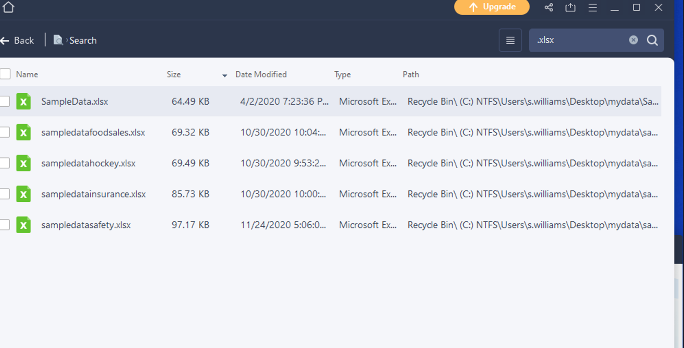 Upgrade
Back Search .xlsx
Name Size Date Modified Type Path
SampleData.xlsx 64.49 KB 4/2/2020 7:23:36 P... Microsoft Ex... Recycle Bin\ (C:) NTFS\Users\s.williams\Desktop\mydata\Sa...
sampledatafoodsales.xlsx 69.32 KB 10/30/2020 10:04:... Microsoft Ex... Recycle Bin\ (C:) NTFS\Users\s.williams\Desktop\mydata\sa...
sampledatahockey.xlsx 69.49 KB 10/30/2020 9:53:2... Microsoft Ex... Recycle Bin\ (C:) NTFS\Users\s.williams\Desktop\mydata\sa...
sampledatainsurance.xlsx 85.73 KB 10/30/2020 10:00:... Microsoft Ex... Recycle Bin\ (C:) NTFS\Users\s.williams\Desktop\mydata\sa...
sampledatasafety.xlsx 97.17 KB 11/24/2020 5:06:0... Microsoft Ex... Recycle Bin\ (C:) NTFS\Users\s.williams\Desktop\mydata\sa...